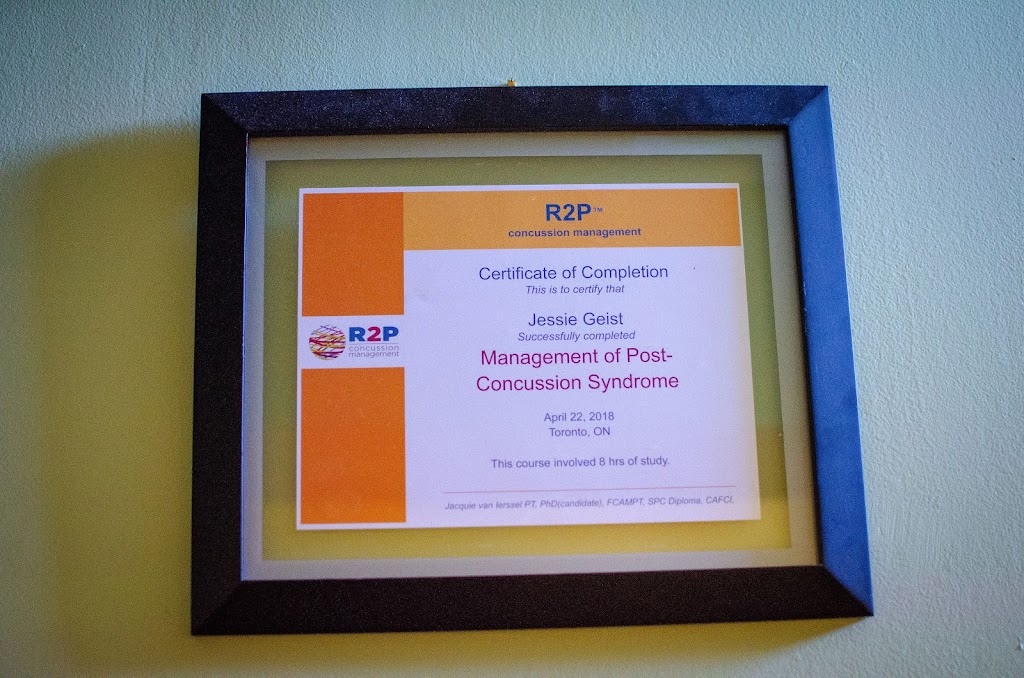 R2P™
concussion management
Certificate of Completion
This is to certify that
Jessie Geist
Successfully completed
R2P
concussion
management
Management of Post-
Concussion Syndrome
April 22, 2018
Toronto, ON
This course involved 8 hrs of study.
Jacquie van Ierssel PT, PhD(candidate), FCAMPT, SPC Diploma, CAFCI,